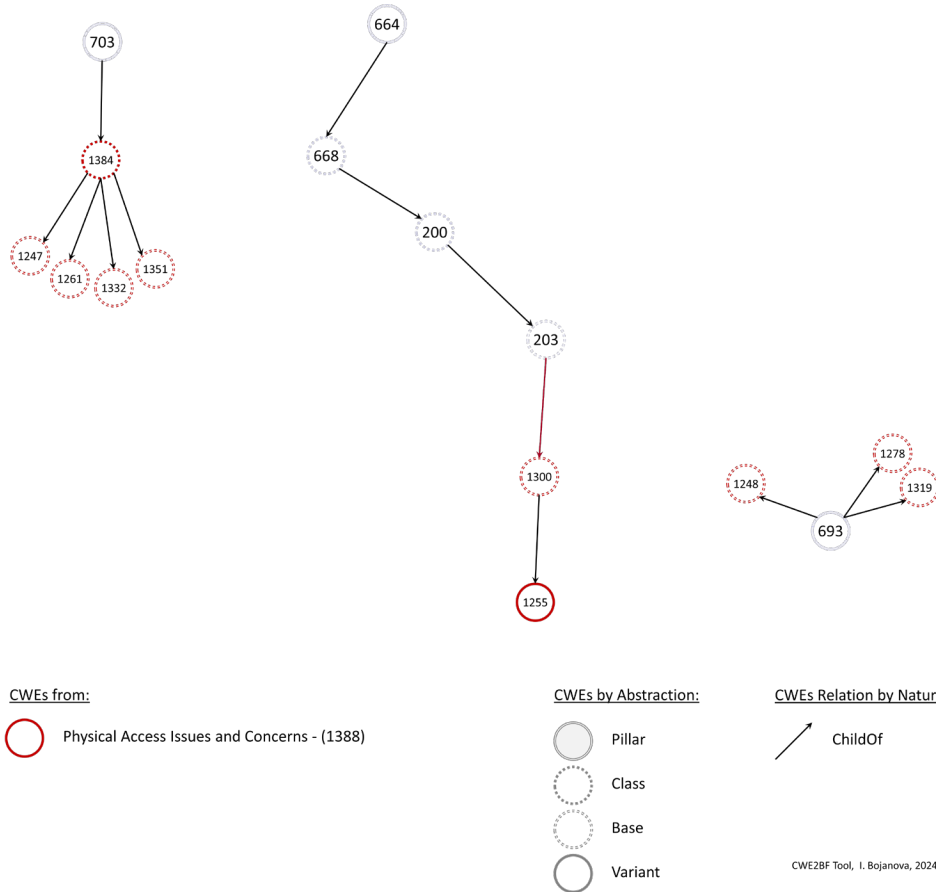 703
664
1384
668
200
1247
1261
1332
1351
203
1300
1248
1278
1319
693
1255
CWEs from:
Physical Access Issues and Concerns - (1388)
CWEs by Abstraction:
Pillar
Class
Base
Variant
CWEs Relation by Natur
ChildOf
CWE2BF Tool, I. Bojanova, 2024